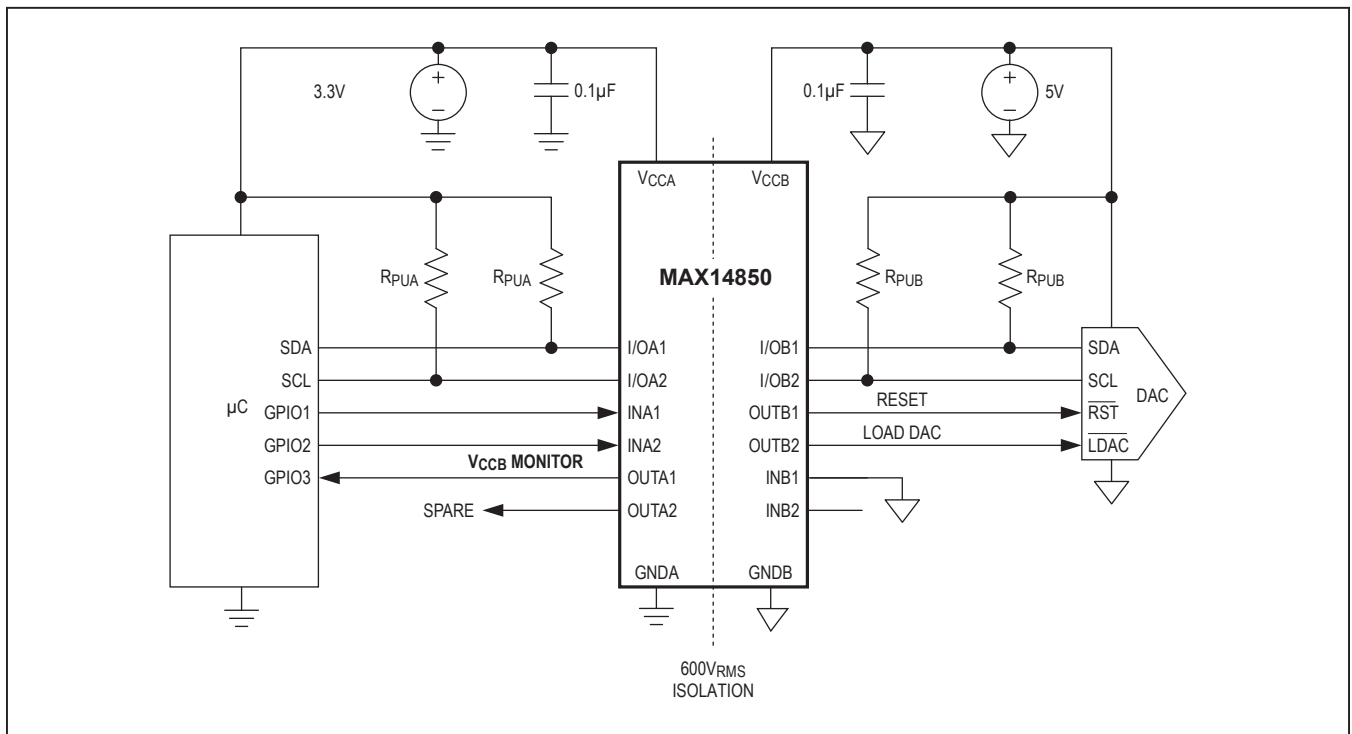 3.3V
+
−
0.1µF
0.1µF
+
−
5V
VCCA
VCCB
MAX14850
RPUA
RPUA
RPUB
RPUB
µC
SDA
SCL
GPIO1
GPIO2
GPIO3
VCCB MONITOR
SPARE
I/OA1
I/OA2
INA1
INA2
OUTA1
OUTA2
GNDA
I/OB1
I/OB2
OUTB1
OUTB2
INB1
INB2
GNDB
RESET
LOAD DAC
SDA
SCL
R̅S̅T̅
L̅D̅A̅C̅
DAC
600VRMS
ISOLATION